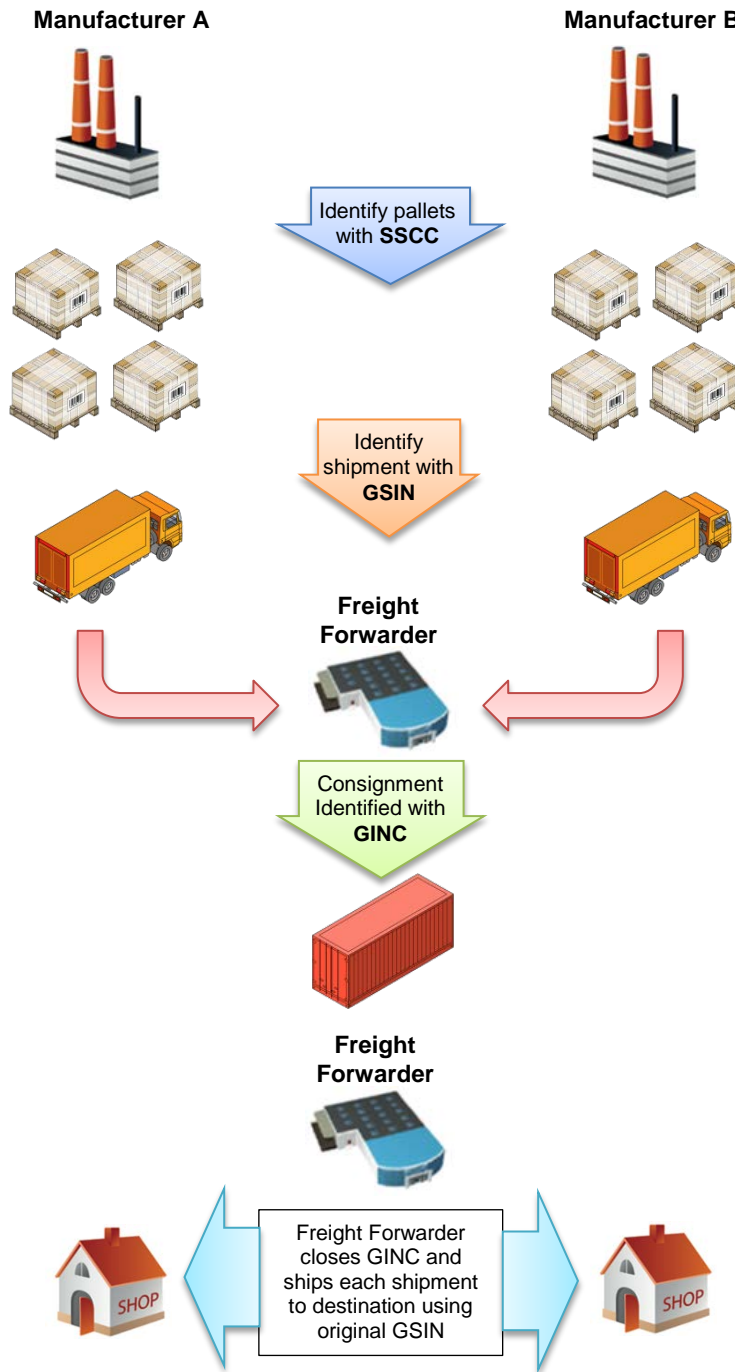 Manufacturer A
Manufacturer B
Identify pallets
with SSCC
Identify
shipment with
GSIN
Freight
Forwarder
Consignment
Identified with
GINC
Freight
Forwarder
Freight Forwarder
closes GINC and
ships each shipment
to destination using
original GSIN
SHOP
SHOP